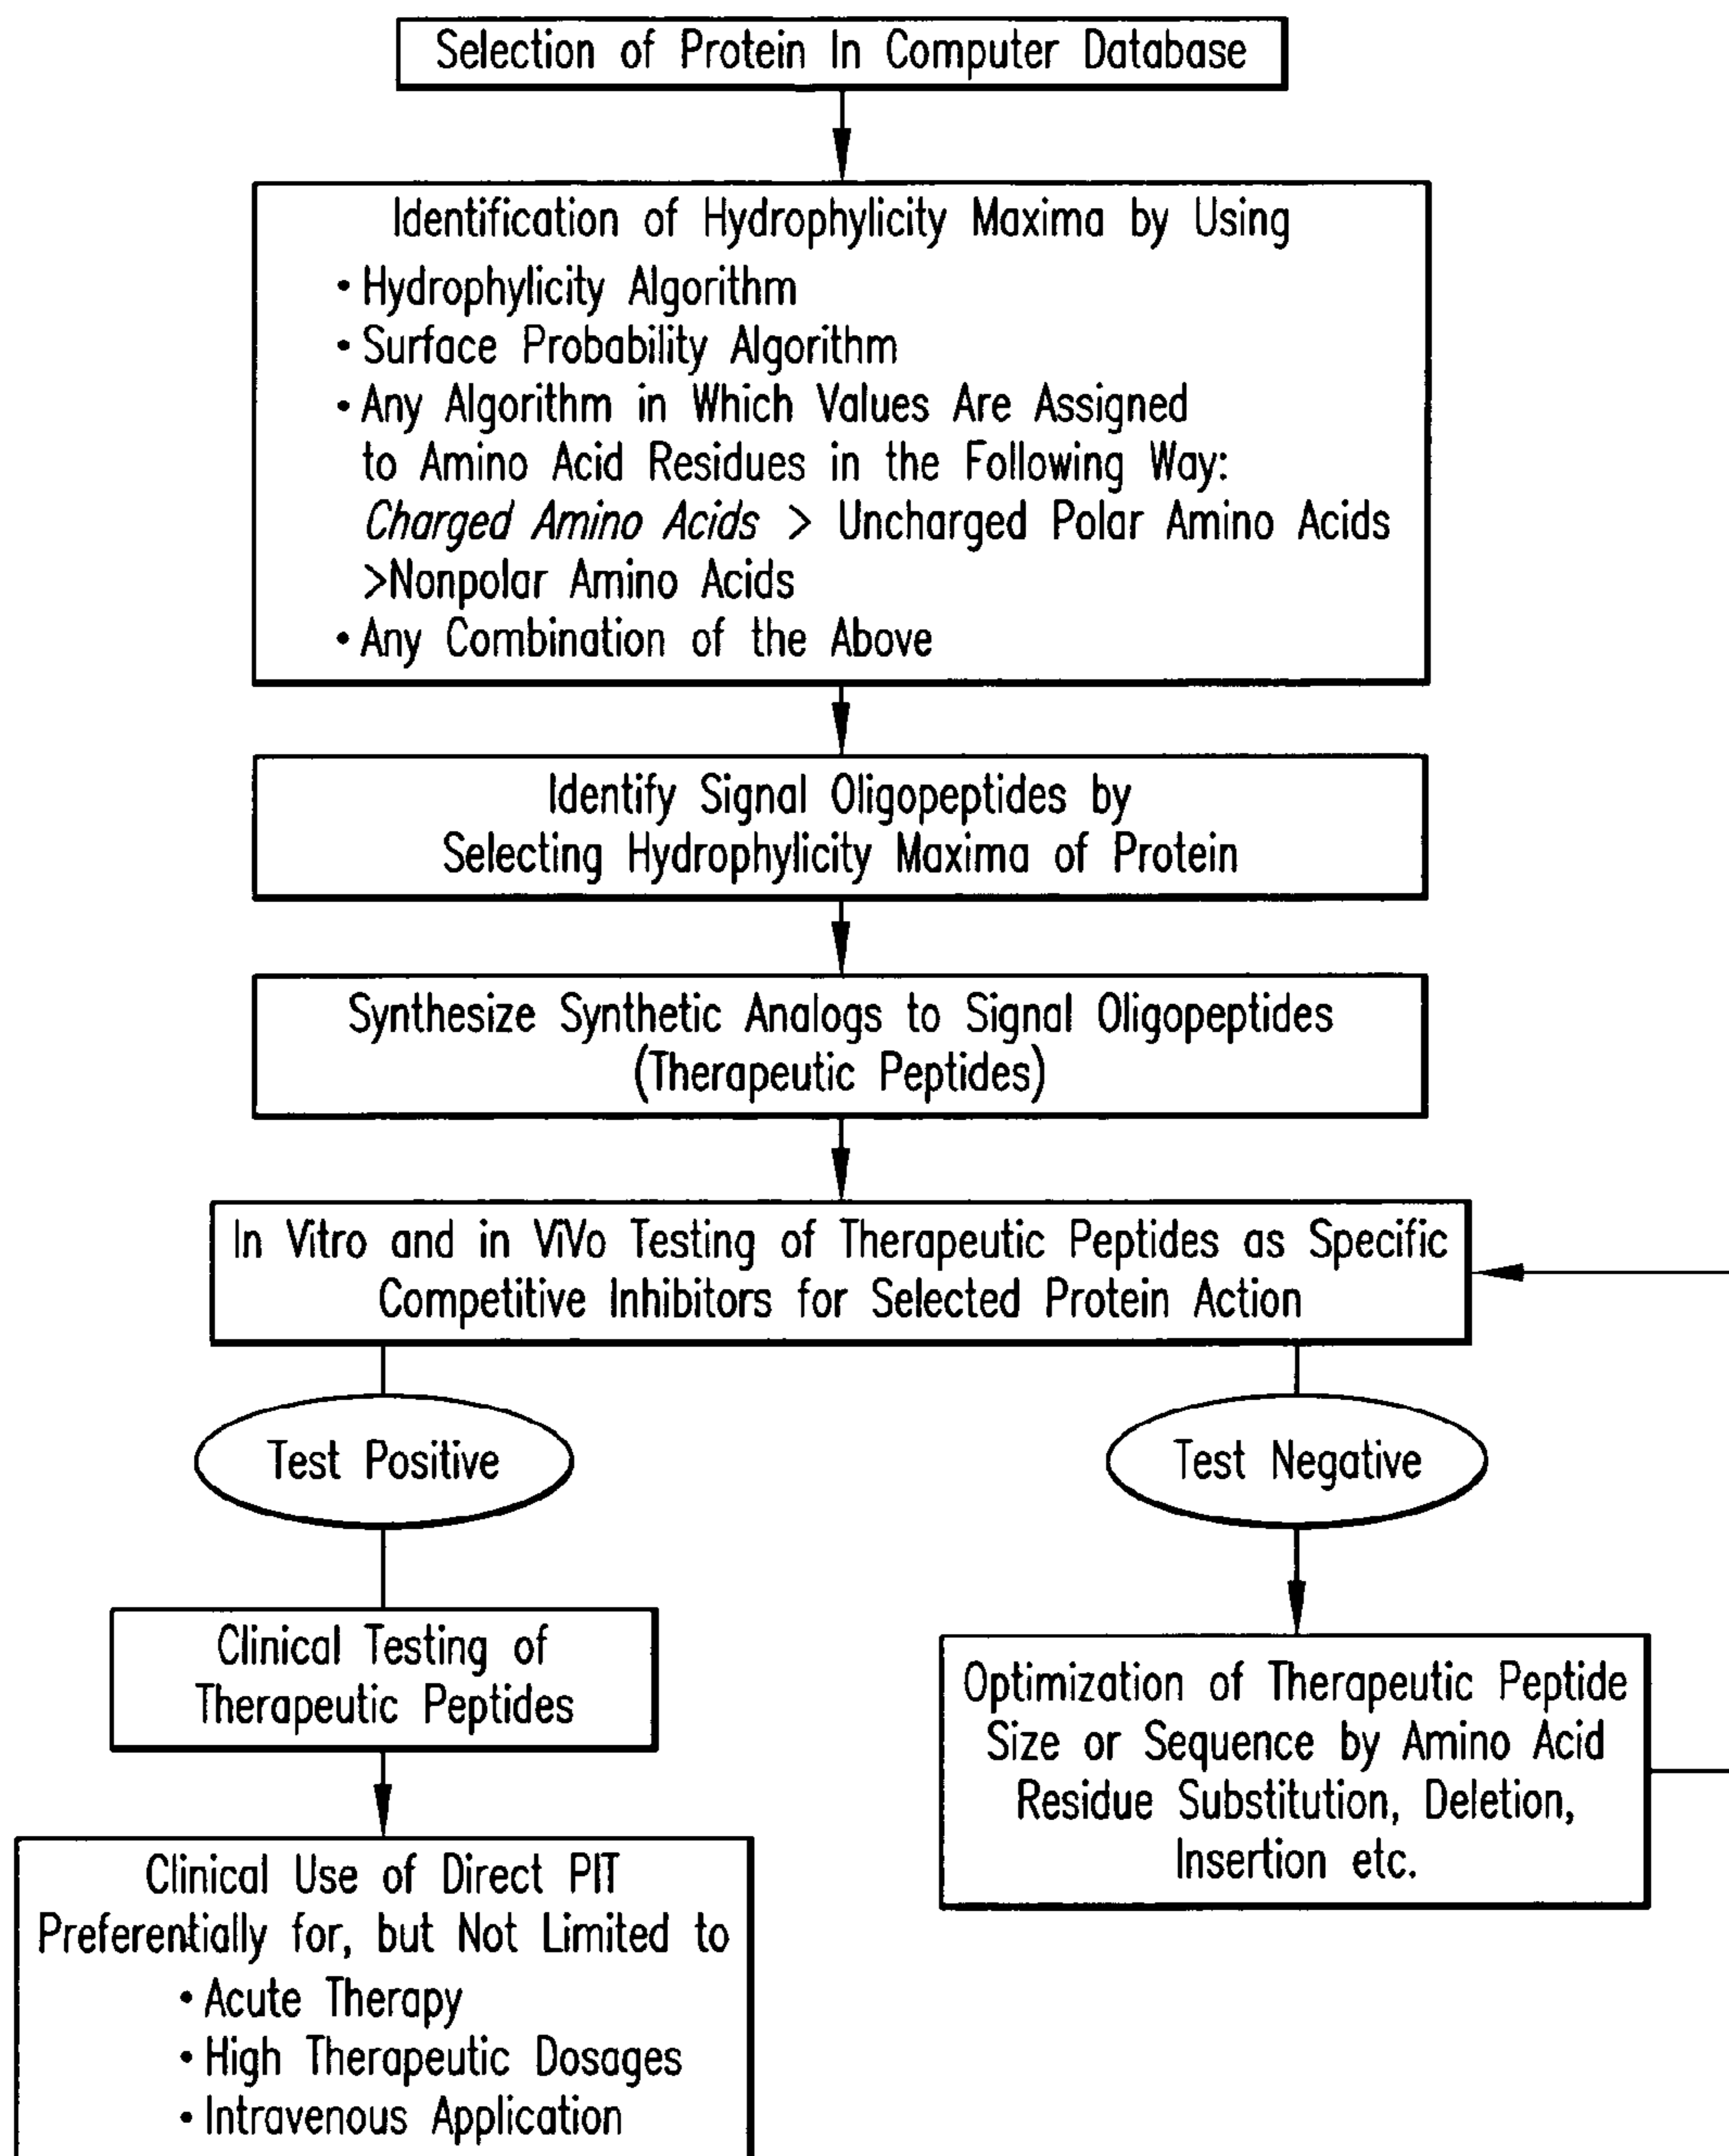 Selection of Protein In Computer Database
Identification of Hydrophylicity Maxima by Using
• Hydrophylicity Algorithm
• Surface Probability Algorithm
• Any Algorithm in Which Values Are Assigned
to Amino Acid Residues in the Following Way:
Charged Amino Acids > Uncharged Polar Amino Acids
>Nonpolar Amino Acids
• Any Combination of the Above
Identify Signal Oligopeptides by
Selecting Hydrophylicity Maxima of Protein
Synthesize Synthetic Analogs to Signal Oligopeptides
(Therapeutic Peptides)
In Vitro and in ViVo Testing of Therapeutic Peptides as Specific
Competitive Inhibitors for Selected Protein Action
Test Positive
Test Negative
Clinical Testing of
Therapeutic Peptides
Optimization of Therapeutic Peptide
Size or Sequence by Amino Acid
Residue Substitution, Deletion,
Insertion etc.
Clinical Use of Direct PIT
Preferentially for, but Not Limited to
• Acute Therapy
• High Therapeutic Dosages
• Intravenous Application